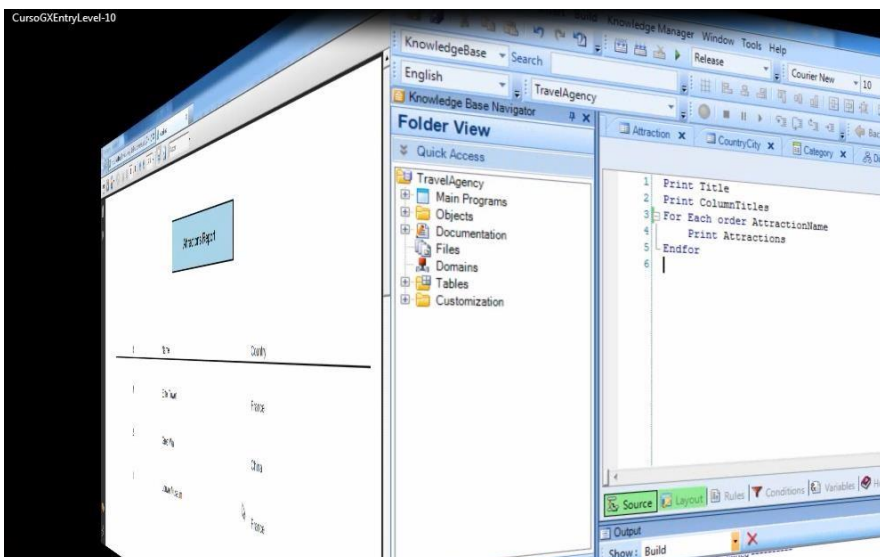 CursoGXEntryLevel-10
Attractions Report
Name
Country
France
China
France
Build Knowledge Manager Window Tools Help
KnowledgeBase Search
Release
Courier New
10
English
TravelAgency
Knowledge Base Navigator
Folder View
Quick Access
TravelAgency
Main Programs
Objects
Documentation
Files
Domains
Tables
Customization
Attraction
CountryCity
Category
1 Print Title
2 Print ColumnTitles
3 For Each order AttractionName
4 Print Attractions
5 Endfor
6
Source
Layout
Rules
Conditions
Variables
Output
Show: Build